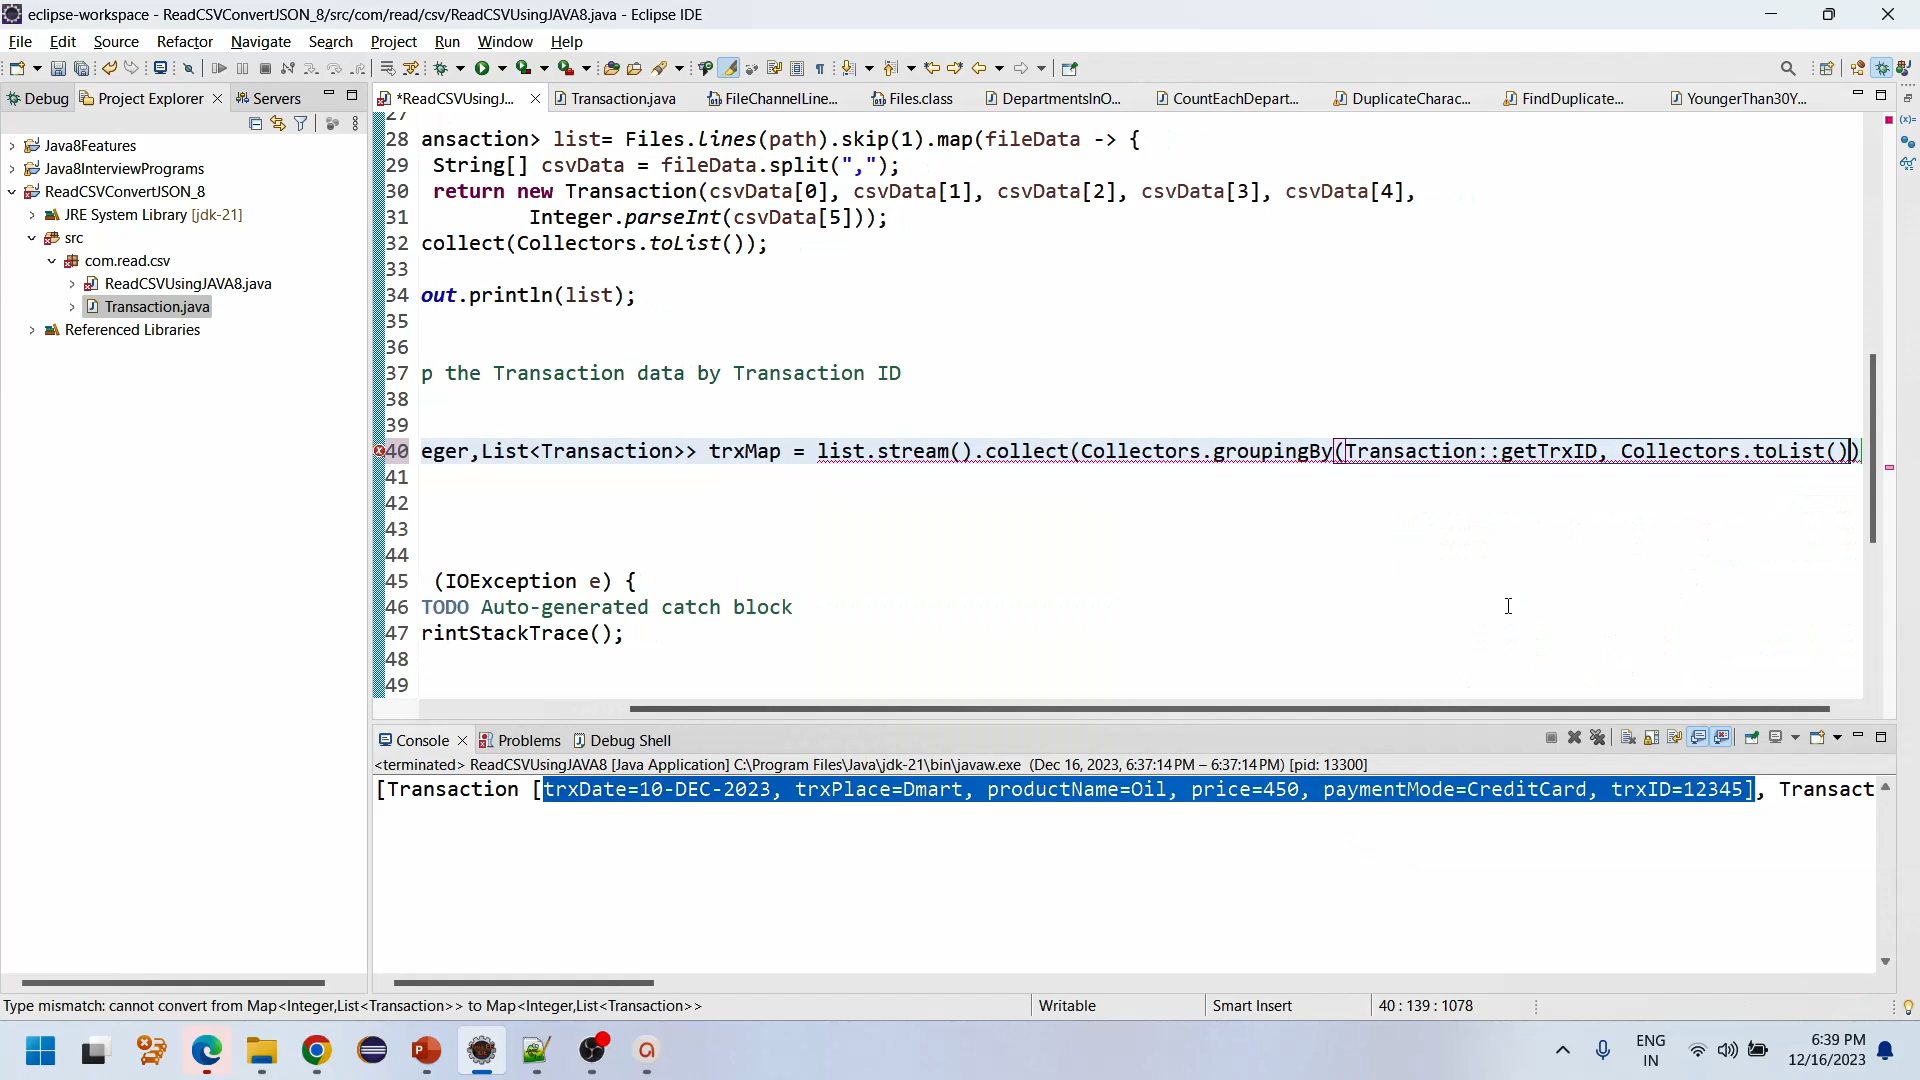 eclipse-workspace - ReadCSVConvertJSON_8/src/com/read/csv/ReadCSVUsingJAVA8.java - Eclipse IDE
File Edit Source Refactor Navigate Search Project Run Window Help
Debug Project Explorer Servers
*ReadCSVUsingJ... Transaction.java FileChannelLine... Files.class DepartmentsInO... CountEachDepart... DuplicateCharac... FindDuplicate... YoungerThan30Y...
Java8Features
Java8InterviewPrograms
ReadCSVConvertJSON_8
JRE System Library [jdk-21]
src
com.read.csv
ReadCSVUsingJAVA8.java
Transaction.java
Referenced Libraries
27
28 ansaction> list= Files.lines(path).skip(1).map(fileData -> {
29 String[] csvData = fileData.split(",");
30 return new Transaction(csvData[0], csvData[1], csvData[2], csvData[3], csvData[4],
31 Integer.parseInt(csvData[5]));
32 collect(Collectors.toList());
33
34 out.println(list);
35
36
37 p the Transaction data by Transaction ID
38
39
40 eger,List<Transaction>> trxMap = list.stream().collect(Collectors.groupingBy(Transaction::getTrxID, Collectors.toList())
41
42
43
44
45 (IOException e) {
46 TODO Auto-generated catch block
47 rintStackTrace();
48
49
Console Problems Debug Shell
<terminated> ReadCSVUsingJAVA8 [Java Application] C:\Program Files\Java\jdk-21\bin\javaw.exe (Dec 16, 2023, 6:37:14 PM – 6:37:14 PM) [pid: 13300]
[Transaction [trxDate=10-DEC-2023, trxPlace=Dmart, productName=Oil, price=450, paymentMode=CreditCard, trxID=12345], Transact
Type mismatch: cannot convert from Map<Integer,List<Transaction>> to Map<Integer,List<Transaction>> Writable Smart Insert 40 : 139 : 1078
ENG
IN
6:39 PM
12/16/2023